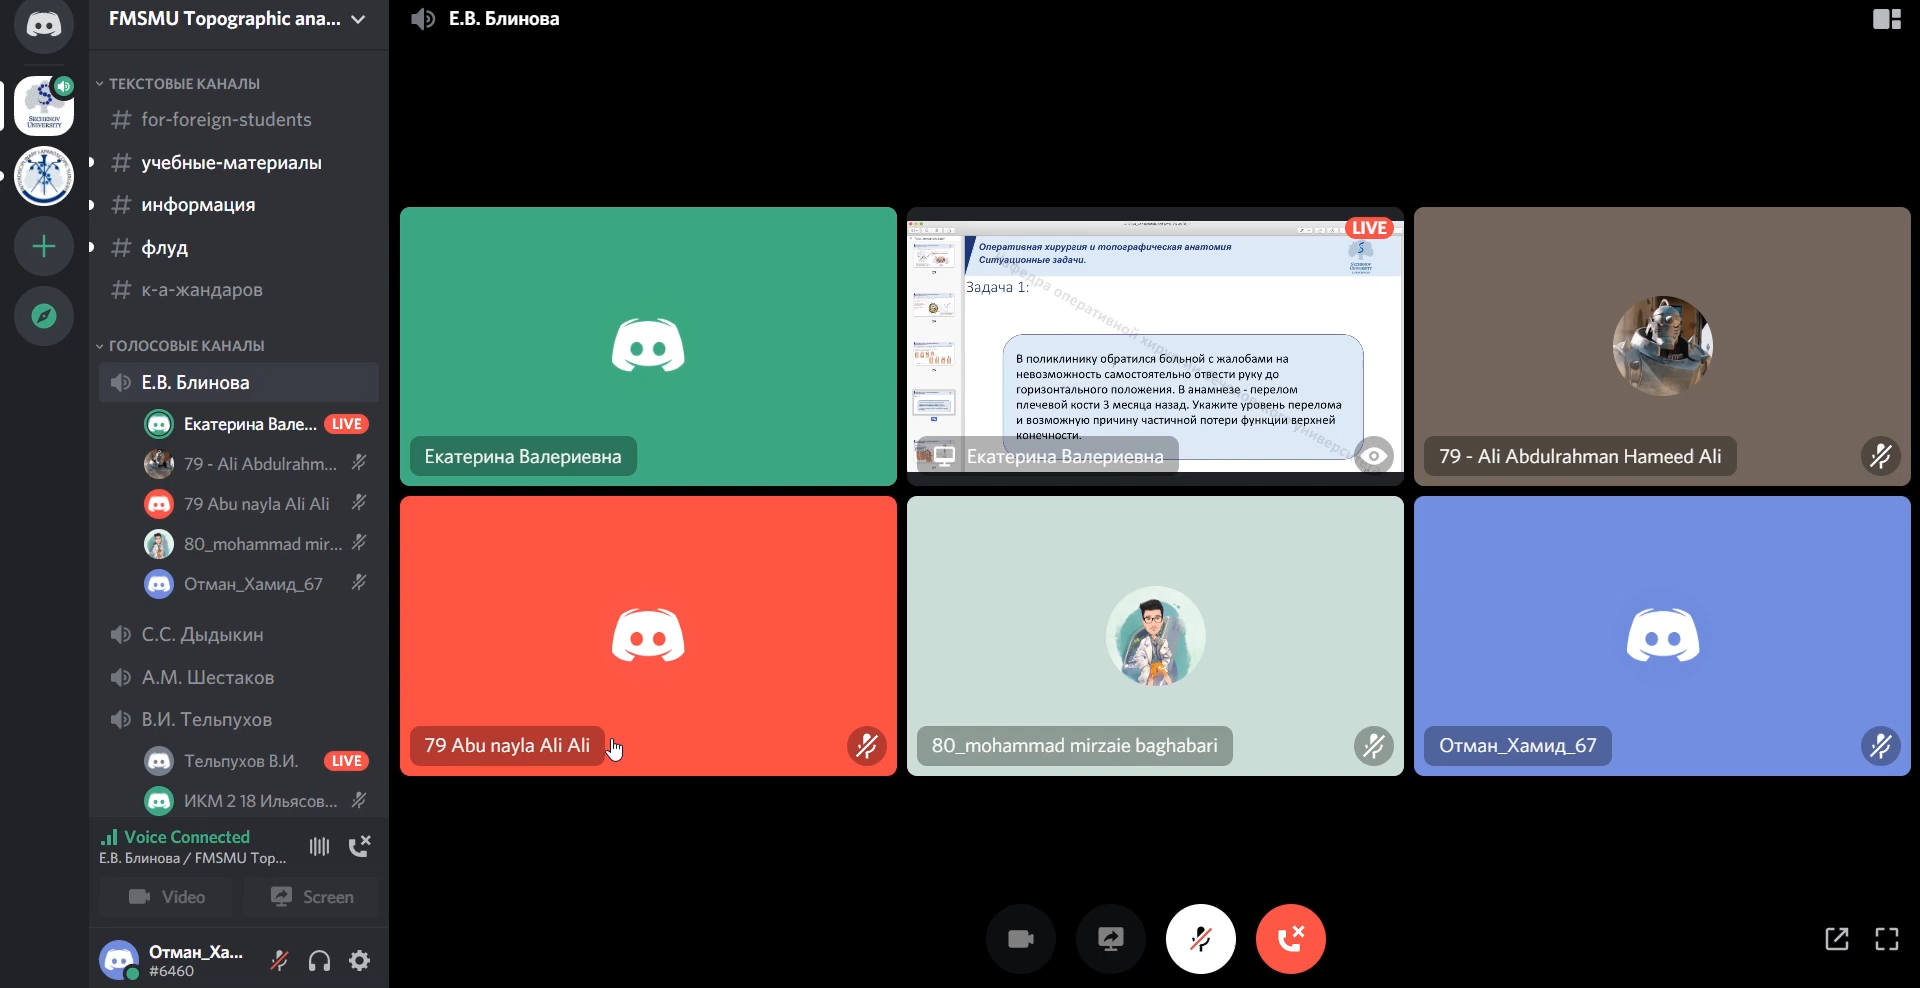 FMSMU Topographic ana...
ТЕКСТОВЫЕ КАНАЛЫ
# for-foreign-students
# учебные-материалы
# информация
# флуд
# к-а-жандаров
ГОЛОСОВЫЕ КАНАЛЫ
Е.В. Блинова
Екатерина Вале... LIVE
79 - Ali Abdulrahm...
79 Abu nayla Ali Ali
80_mohammad mir...
Отман_Хамид_67
С.С. Дыдыкин
А.М. Шестаков
В.И. Тельпухов
Тельпухов В.И. LIVE
ИКМ 2 18 Ильясов...
Voice Connected
Е.В. Блинова / FMSMU Top...
Video
Screen
Отман_Ха...
#6460
SECHENOV
UNIVERSITY
Е.В. Блинова
Екатерина Валериевна
LIVE
Оперативная хирургия и топографическая анатомия
Ситуационные задачи.
SECHENOV
UNIVERSITY
Задача 1:
В поликлинику обратился больной с жалобами на
невозможность самостоятельно отвести руку до
горизонтального положения. В анамнезе - перелом
плечевой кости 3 месяца назад. Укажите уровень перелома
и возможную причину частичной потери функции верхней
конечности.
Екатерина Валериевна
79 - Ali Abdulrahman Hameed Ali
79 Abu nayla Ali Ali
80_mohammad mirzaie baghabari
Отман_Хамид_67